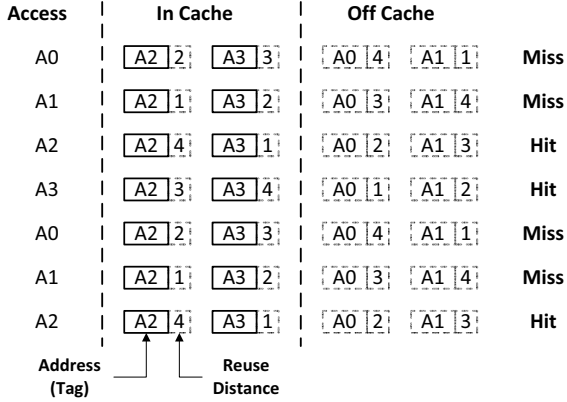 Access In Cache Off Cache
A0 A2 2 A3 3 A0 4 A1 1 Miss
A1 A2 1 A3 2 A0 3 A1 4 Miss
A2 A2 4 A3 1 A0 2 A1 3 Hit
A3 A2 3 A3 4 A0 1 A1 2 Hit
A0 A2 2 A3 3 A0 4 A1 1 Miss
A1 A2 1 A3 2 A0 3 A1 4 Miss
A2 A2 4 A3 1 A0 2 A1 3 Hit
Address Reuse
(Tag) Distance